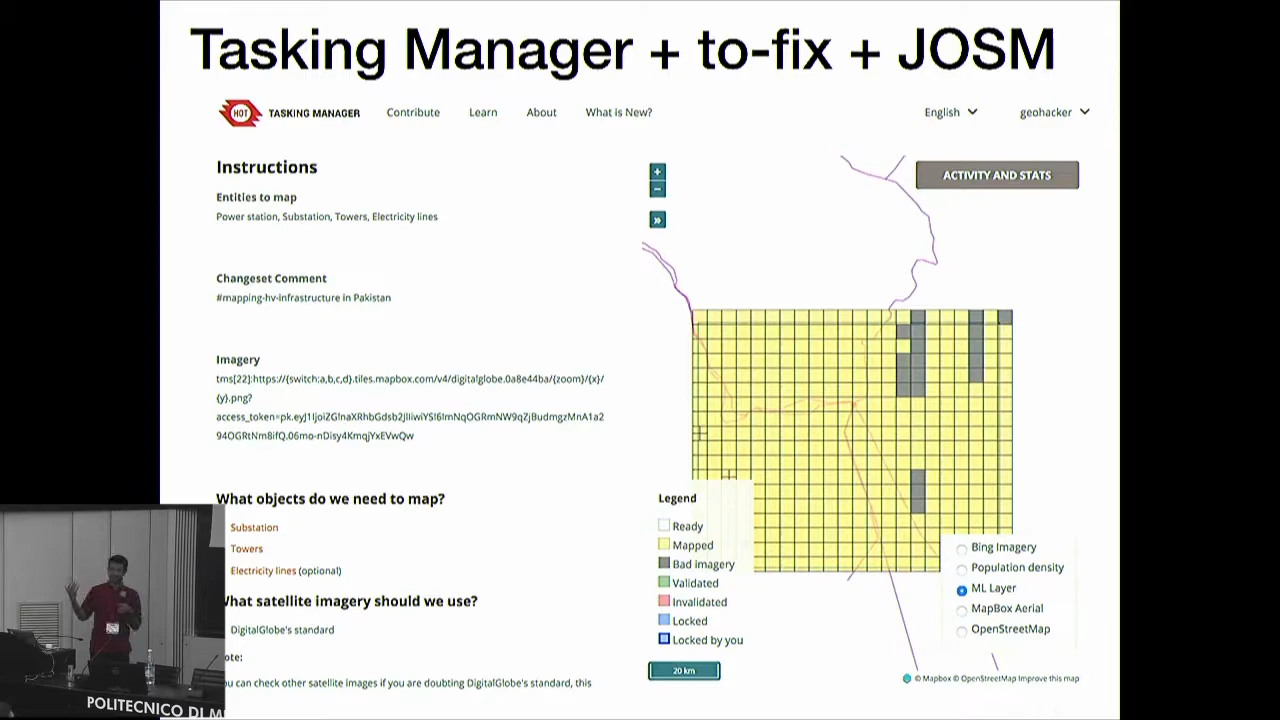 Tasking Manager + to-fix + JOSM
HOT TASKING MANAGER Contribute Learn About What is New? English geohacker
Instructions
Entities to map
Power station, Substation, Towers, Electricity lines
Changeset Comment
#mapping-hv-infrastructure in Pakistan
Imagery
tms[22]:https://{switch:a,b,c,d}.tiles.mapbox.com/v4/digitalglobe.0a8e44ba/{zoom}/{x}/
{y}.png?
What objects do we need to map?
Substation
Towers
Electricity lines (optional)
What satellite imagery should we use?
DigitalGlobe's standard
ote:
ou can check other satellite images if you are doubting DigitalGlobe's standard, this
+
−
»
ACTIVITY AND STATS
Legend
Ready
Mapped
Bad imagery
Validated
Invalidated
Locked
Locked by you
20 km
Bing Imagery
Population density
ML Layer
MapBox Aerial
OpenStreetMap
© Mapbox © OpenStreetMap Improve this map
POLITECNICO DI